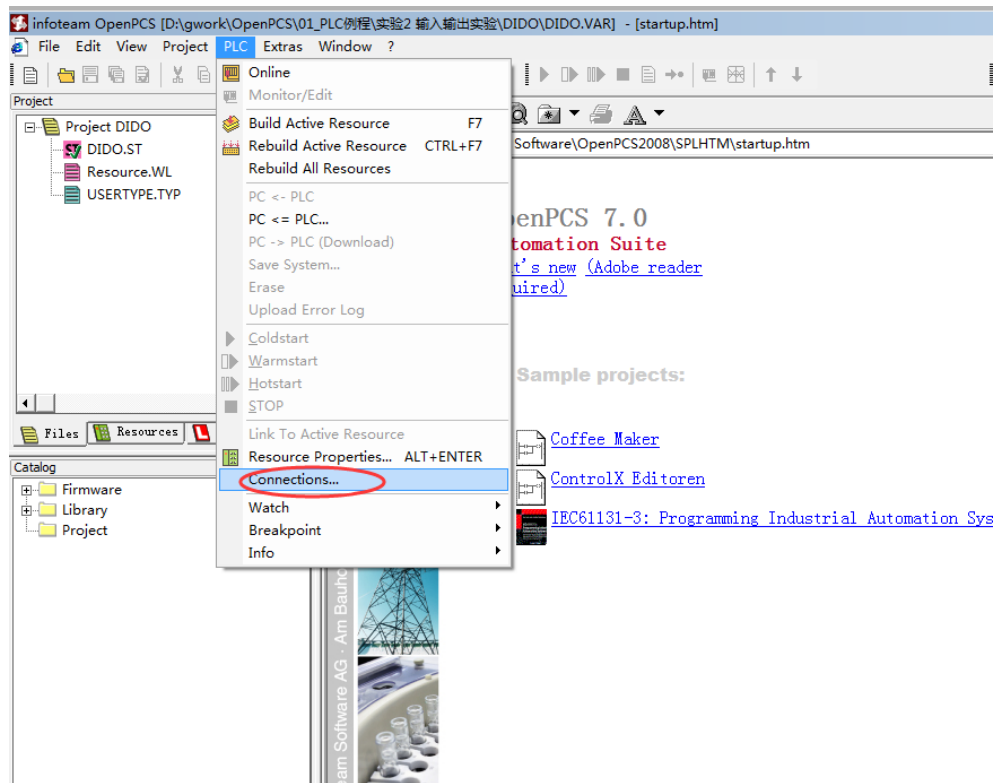 infoteam OpenPCS [D:\gwork\OpenPCS\01_PLC例程\实验2 输入输出实验\DIDO\DIDO.VAR] - [startup.htm]
File Edit View Project PLC Extras Window ?
Project
Project DIDO
DIDO.ST
Resource.WL
USERTYPE.TYP
Files Resources
Catalog
Firmware
Library
Project
Online
Monitor/Edit
Build Active Resource F7
Rebuild Active Resource CTRL+F7
Rebuild All Resources
PC <- PLC
PC <= PLC...
PC -> PLC (Download)
Save System...
Erase
Upload Error Log
Coldstart
Warmstart
Hotstart
STOP
Link To Active Resource
Resource Properties... ALT+ENTER
Connections...
Watch
Breakpoint
Info
Software\OpenPCS2008\SPLHTM\startup.htm
penPCS 7.0
tomation Suite
t's new (Adobe reader
uired)
Sample projects:
Coffee Maker
ControlX Editoren
IEC61131-3: Programming Industrial Automation Sys
eam Software AG · Am Bauho